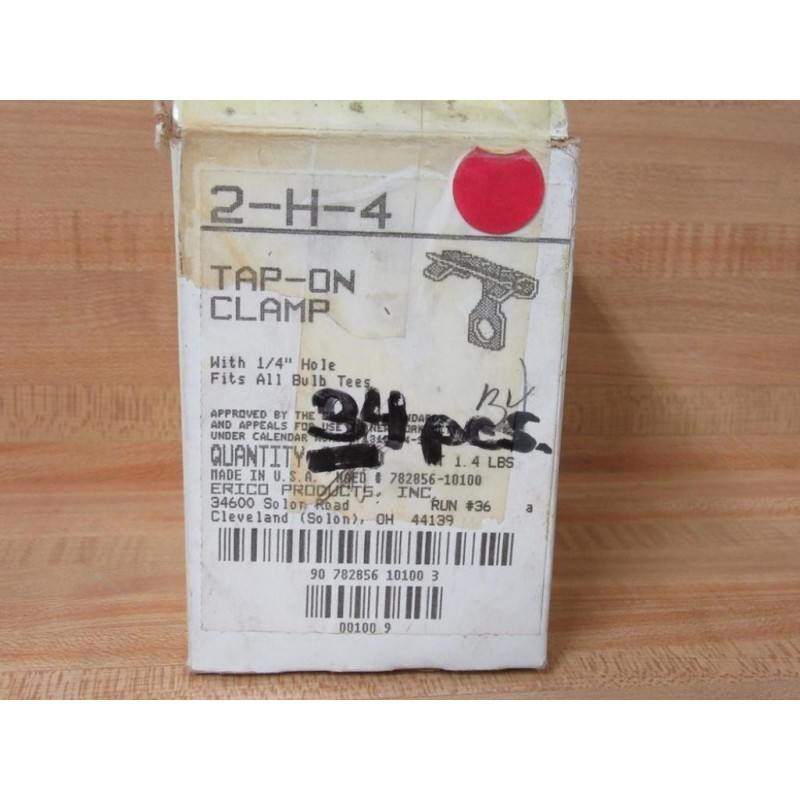 2-H-4
TAP-ON
CLAMP
With 1/4" Hole
Fits All Bulb Tees
34 pcs.
APPROVED BY THE
AND APPEALS FOR USE
UNDER CALENDAR
QUANTITY 1.4 LBS
MADE IN U.S.A. NAED # 782856-10100
ERICO PRODUCTS, INC.
34600 Solon Road RUN #36 a
Cleveland (Solon), OH 44139
90 782856 10100 3
00100 9